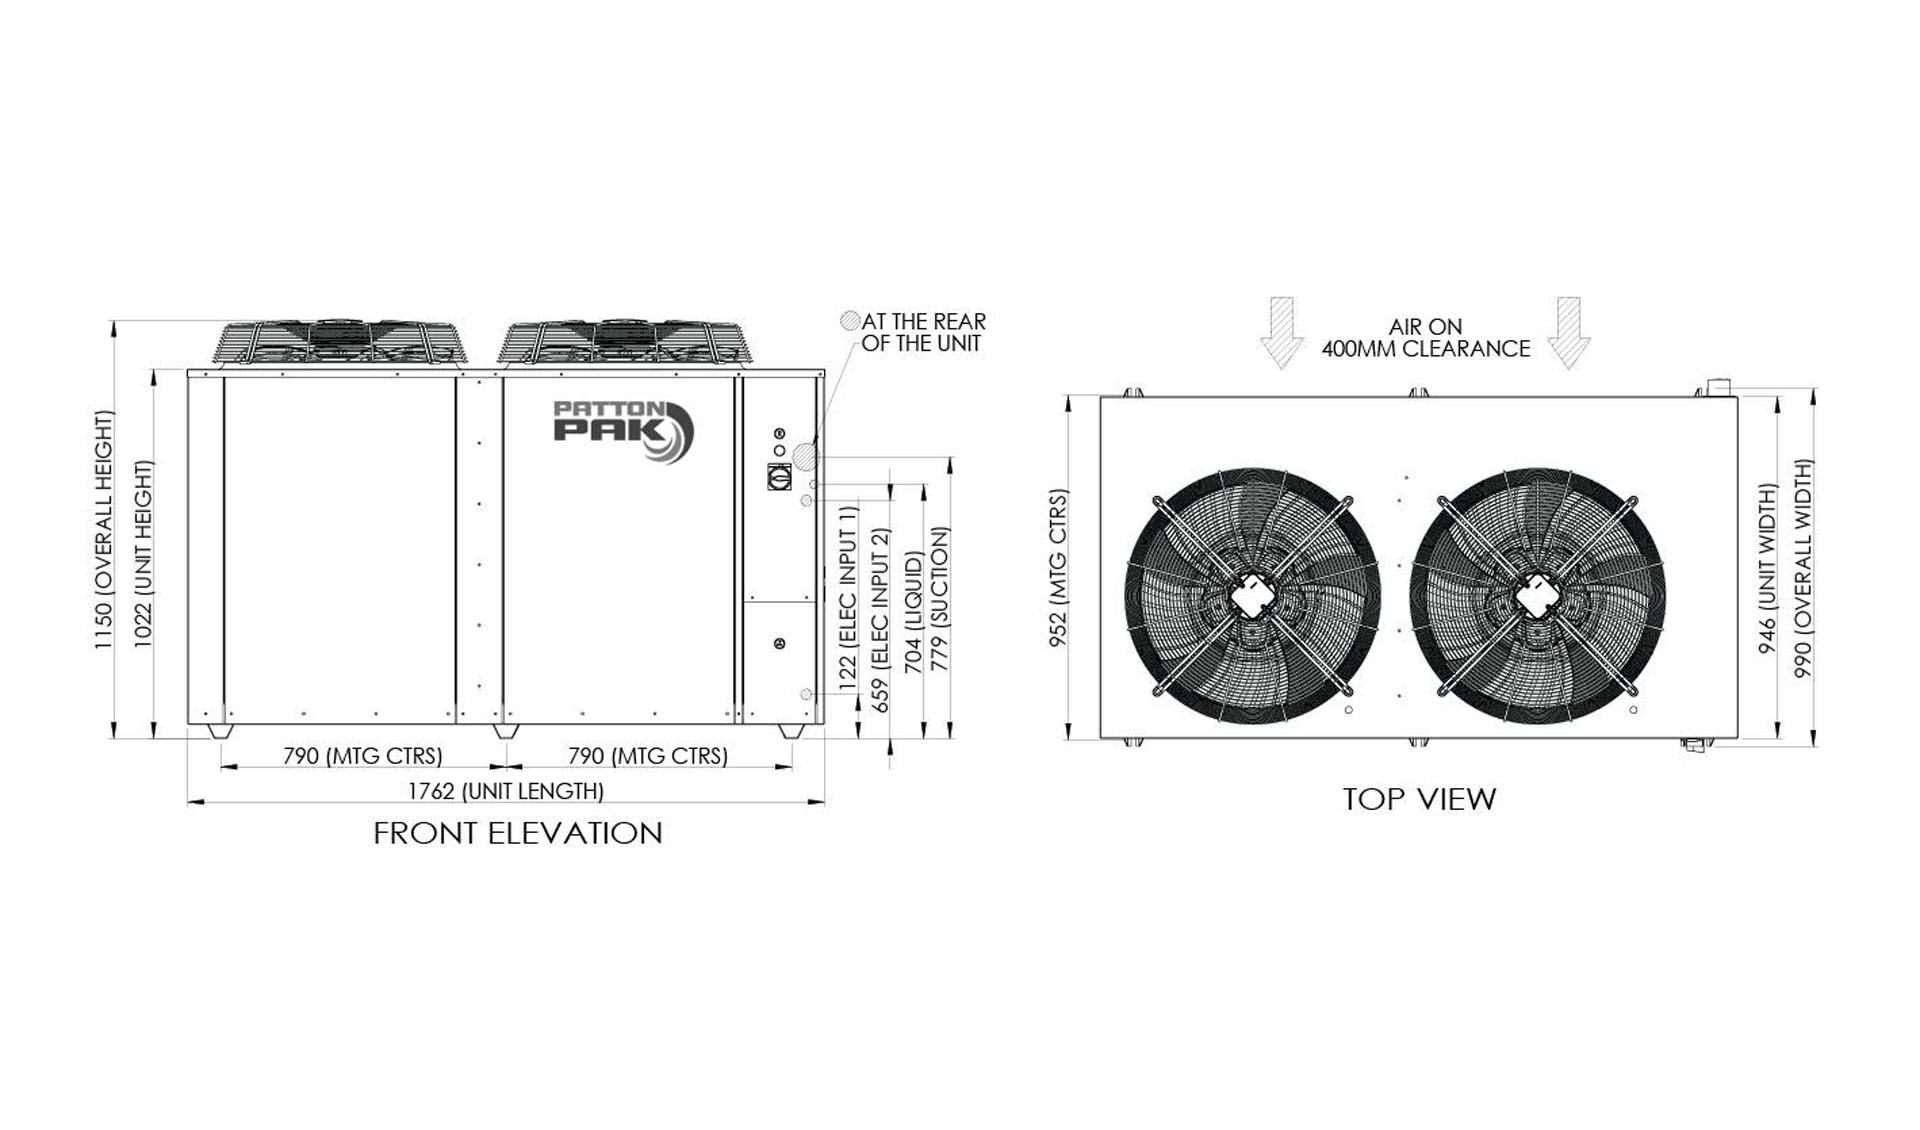 AT THE REAR
OF THE UNIT
PATTON
PAK
1150 (OVERALL HEIGHT)
1022 (UNIT HEIGHT)
122 (ELEC INPUT 1)
659 (ELEC INPUT 2)
704 (LIQUID)
779 (SUCTION)
790 (MTG CTRS)
790 (MTG CTRS)
1762 (UNIT LENGTH)
FRONT ELEVATION
AIR ON
400MM CLEARANCE
952 (MTG CTRS)
946 (UNIT WIDTH)
990 (OVERALL WIDTH)
TOP VIEW